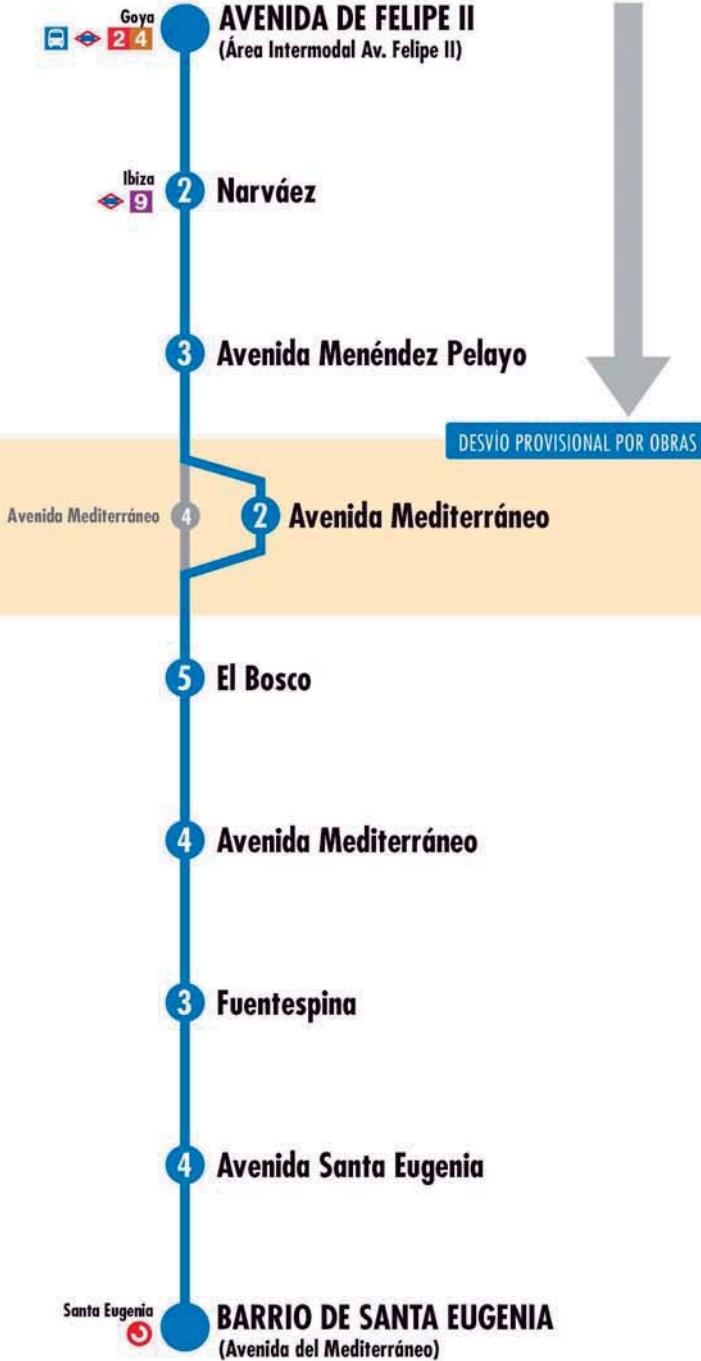 Goya
2 4
AVENIDA DE FELIPE II
(Área Intermodal Av. Felipe II)
Ibiza
9
2
Narváez
3
Avenida Menéndez Pelayo
DESVÍO PROVISIONAL POR OBRAS
Avenida Mediterráneo
4
2
Avenida Mediterráneo
5
El Bosco
4
Avenida Mediterráneo
3
Fuentespina
4
Avenida Santa Eugenia
Santa Eugenia
BARRIO DE SANTA EUGENIA
(Avenida del Mediterráneo)